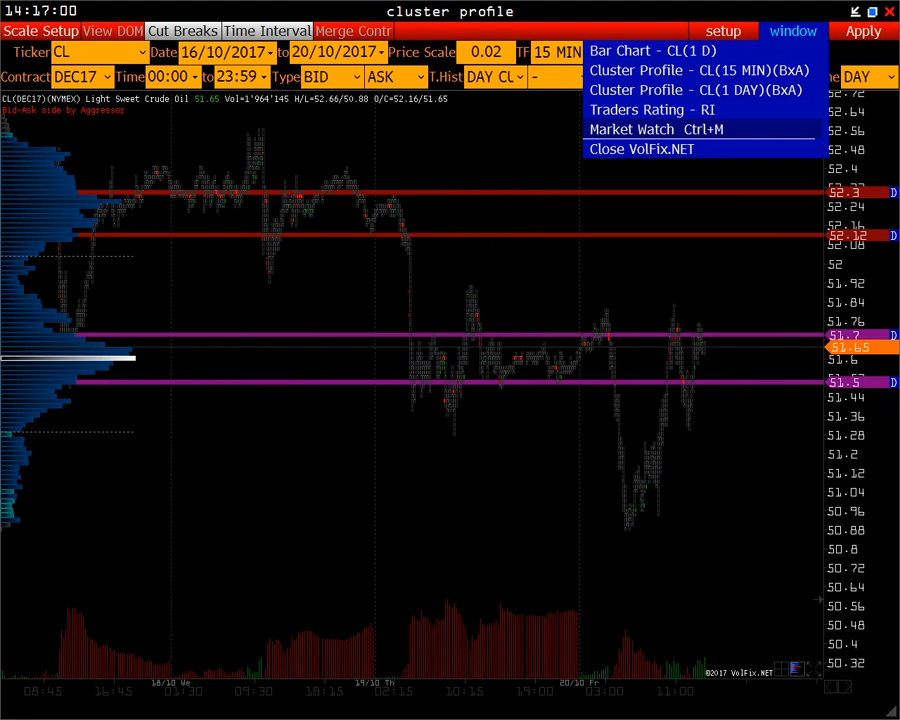 14:17:00 cluster profile
Scale Setup View DOM Cut Breaks Time Interval Merge Contr setup window Apply
Ticker CL Date 16/10/2017 to 20/10/2017 Price Scale 0.02 TF 15 MIN
Contract DEC17 Time 00:00 to 23:59 Type BID ASK T.Hist DAY CL - me DAY
Bar Chart - CL(1 D)
Cluster Profile - CL(15 MIN)(BxA)
Cluster Profile - CL(1 DAY)(BxA)
Traders Rating - RI
Market Watch Ctrl+M
Close VolFix.NET
CL(DEC17)(NYMEX) Light Sweet Crude Oil 51.65 Vol=1'964'145 H/L=52.66/50.88 O/C=52.16/51.65
Bid-Ask side by Aggressor
52.72
52.64
52.56
52.48
52.4
52.3 D
52.24
52.16
52.12 D
52.08
52
51.92
51.84
51.76
51.7 D
51.65
51.6
51.5 D
51.44
51.36
51.28
51.2
51.12
51.04
50.96
50.88
50.8
50.72
50.64
50.56
50.48
50.4
50.32
©2017 VolFix.NET
18/10 We 19/10 Th 20/10 Fr
08:45 16:45 01:30 09:30 18:15 02:15 10:15 19:00 03:00 11:00